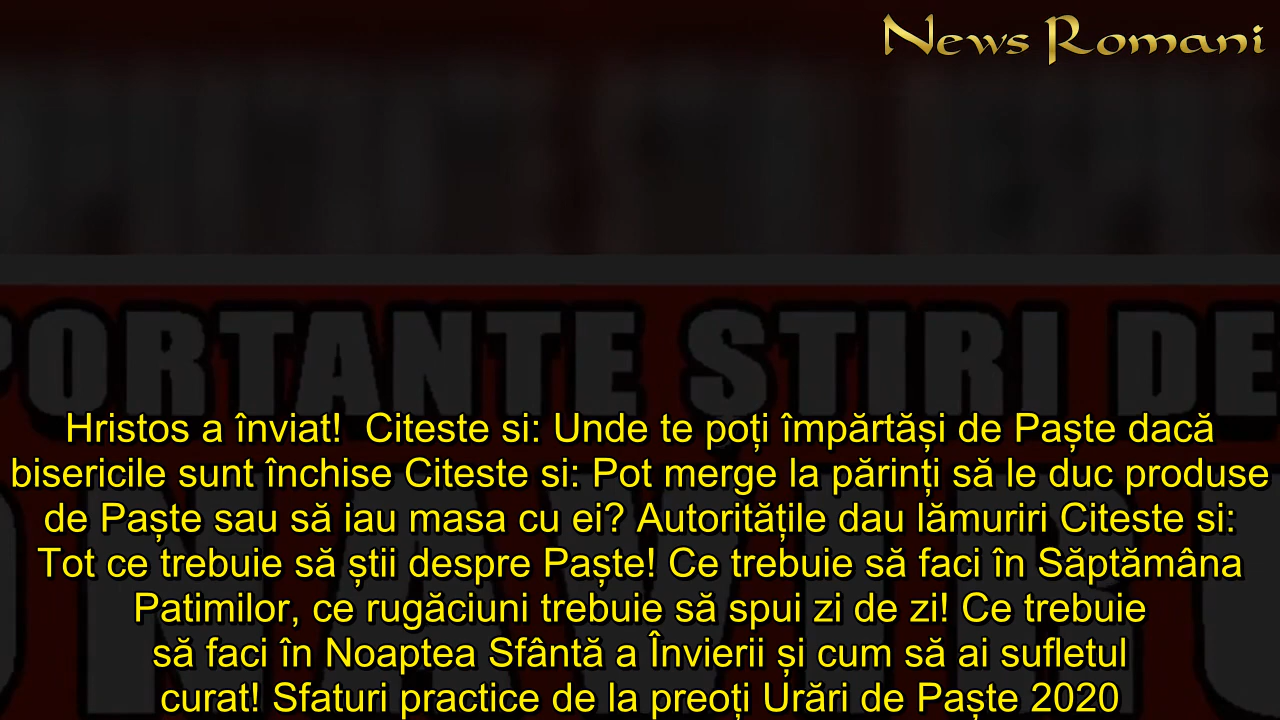 News Romani
PORTANTE STIRI DE
Hristos a înviat!  Citeste si: Unde te poți împărtăși de Paște dacă
bisericile sunt închise Citeste si: Pot merge la părinți să le duc produse
de Paște sau să iau masa cu ei? Autoritățile dau lămuriri Citeste si:
Tot ce trebuie să știi despre Paște! Ce trebuie să faci în Săptămâna
Patimilor, ce rugăciuni trebuie să spui zi de zi! Ce trebuie
să faci în Noaptea Sfântă a Învierii și cum să ai sufletul
curat! Sfaturi practice de la preoți Urări de Paște 2020